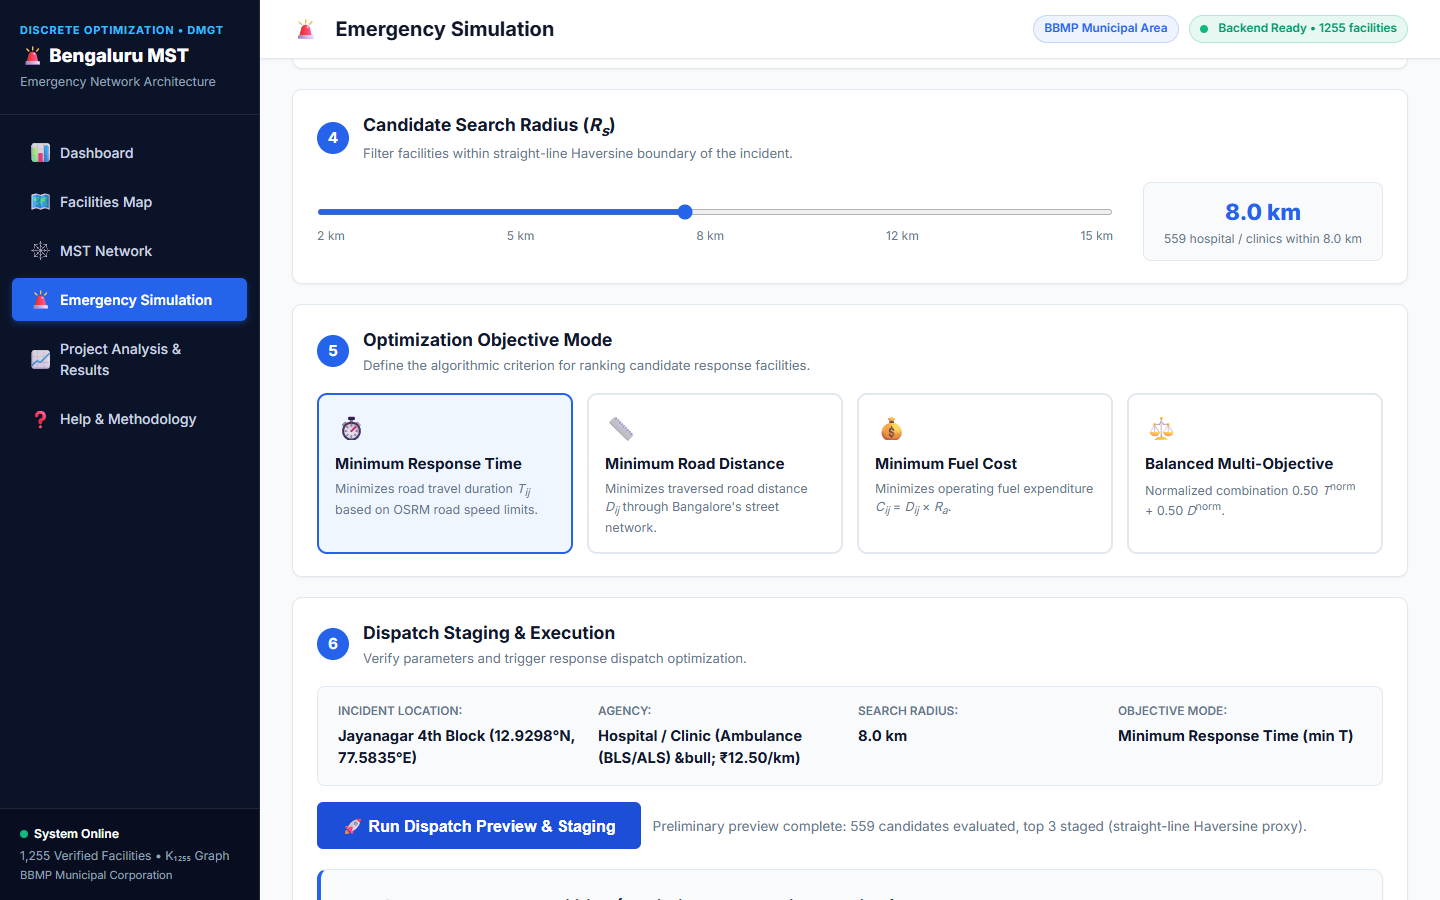 DISCRETE OPTIMIZATION • DMGT
Bengaluru MST
Emergency Network Architecture
Dashboard
Facilities Map
MST Network
Emergency Simulation
Project Analysis &
Results
Help & Methodology
System Online
1,255 Verified Facilities • K₁₂₅₅ Graph
BBMP Municipal Corporation
Emergency Simulation
BBMP Municipal Area
Backend Ready • 1255 facilities
4
Candidate Search Radius (Rs)
Filter facilities within straight-line Haversine boundary of the incident.
2 km 5 km 8 km 12 km 15 km
8.0 km
559 hospital / clinics within 8.0 km
5
Optimization Objective Mode
Define the algorithmic criterion for ranking candidate response facilities.
Minimum Response Time
Minimizes road travel duration Tij
based on OSRM road speed limits.
Minimum Road Distance
Minimizes traversed road distance
Dij through Bangalore's street
network.
Minimum Fuel Cost
Minimizes operating fuel expenditure
Cij = Dij × Ra.
Balanced Multi-Objective
Normalized combination 0.50 Tnorm
+ 0.50 Dnorm.
6
Dispatch Staging & Execution
Verify parameters and trigger response dispatch optimization.
INCIDENT LOCATION:
Jayanagar 4th Block (12.9298°N,
77.5835°E)
AGENCY:
Hospital / Clinic (Ambulance
(BLS/ALS) &bull; ₹12.50/km)
SEARCH RADIUS:
8.0 km
OBJECTIVE MODE:
Minimum Response Time (min T)
Run Dispatch Preview & Staging
Preliminary preview complete: 559 candidates evaluated, top 3 staged (straight-line Haversine proxy).